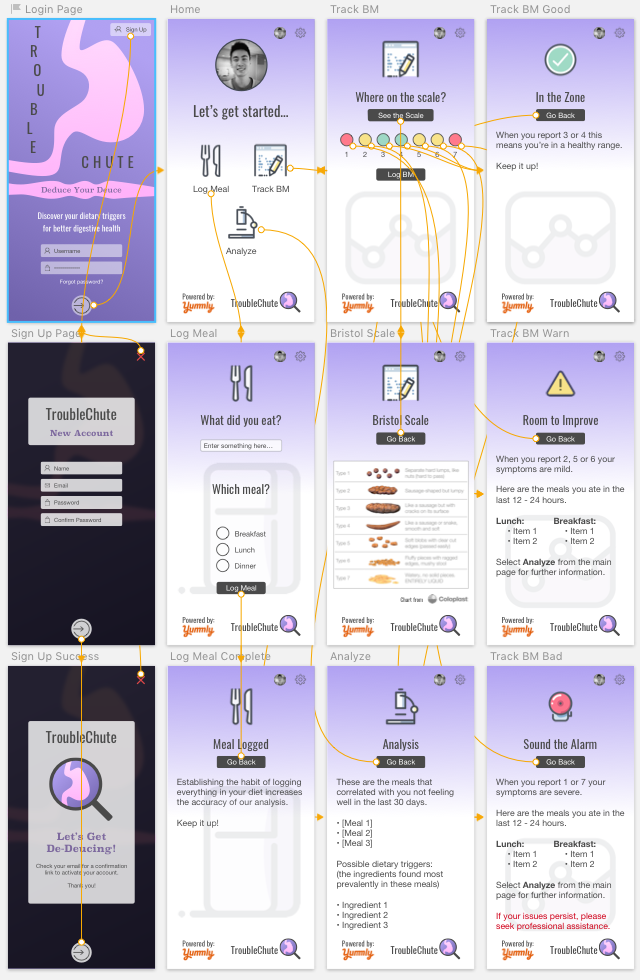 Login Page
Home
Track BM
Track BM Good
Sign Up
TROUBLE
CHUTE
Deduce Your Deuce
Discover your dietary triggers
for better digestive health
Username
Forgot password?
Let's get started...
Log Meal
Track BM
Analyze
Powered by:
Yummly
TroubleChute
Where on the scale?
See the Scale
1 2 3 4 5 6 7
Log BM
Powered by:
Yummly
TroubleChute
In the Zone
Go Back
When you report 3 or 4 this
means you're in a healthy range.
Keep it up!
Powered by:
Yummly
TroubleChute
Sign Up Page
Log Meal
Bristol Scale
Track BM Warn
TroubleChute
New Account
Name
Email
Password
Confirm Password
What did you eat?
Enter something here...
Which meal?
Breakfast
Lunch
Dinner
Log Meal
Powered by:
Yummly
TroubleChute
Bristol Scale
Go Back
Type 1 Separate hard lumps, like
nuts (hard to pass)
Type 2 Sausage shaped but lumpy
Type 3 Like a sausage but with
cracks on its surface
Type 4 Like a sausage or snake,
smooth and soft
Type 5 Soft blobs with clear cut
edges (passed easily)
Type 6 Fluffy pieces with ragged
edges, mushy stool
Type 7 Watery, no solid pieces.
ENTIRELY LIQUID
Chart from: Coloplast
Powered by:
Yummly
TroubleChute
Room to Improve
Go Back
When you report 2, 5 or 6 your
symptoms are mild.
Here are the meals you ate in the
last 12 - 24 hours.
Lunch: Breakfast:
• Item 1 • Item 1
• Item 2 • Item 2
Select Analyze from the main
page for further information.
Powered by:
Yummly
TroubleChute
Sign Up Success
Log Meal Complete
Analyze
Track BM Bad
TroubleChute
Let's Get
De-Deucing!
Check your email for a confirmation
link to activate your account.
Thank you!
Meal Logged
Go Back
Establishing the habit of logging
everything in your diet increases
the accuracy of our analysis.
Keep it up!
Powered by:
Yummly
TroubleChute
Analysis
Go Back
These are the meals that
correlated with you not feeling
well in the last 30 days.
• [Meal 1]
• [Meal 2]
• [Meal 3]
Possible dietary triggers:
(the ingredients found most
prevalently in these meals)
• Ingredient 1
• Ingredient 2
• Ingredient 3
Powered by:
Yummly
TroubleChute
Sound the Alarm
Go Back
When you report 1 or 7 your
symptoms are severe.
Here are the meals you ate in the
last 12 - 24 hours.
Lunch: Breakfast:
• Item 1 • Item 1
• Item 2 • Item 2
Select Analyze from the main
page for further information.
If your issues persist, please
seek professional assistance.
Powered by:
Yummly
TroubleChute